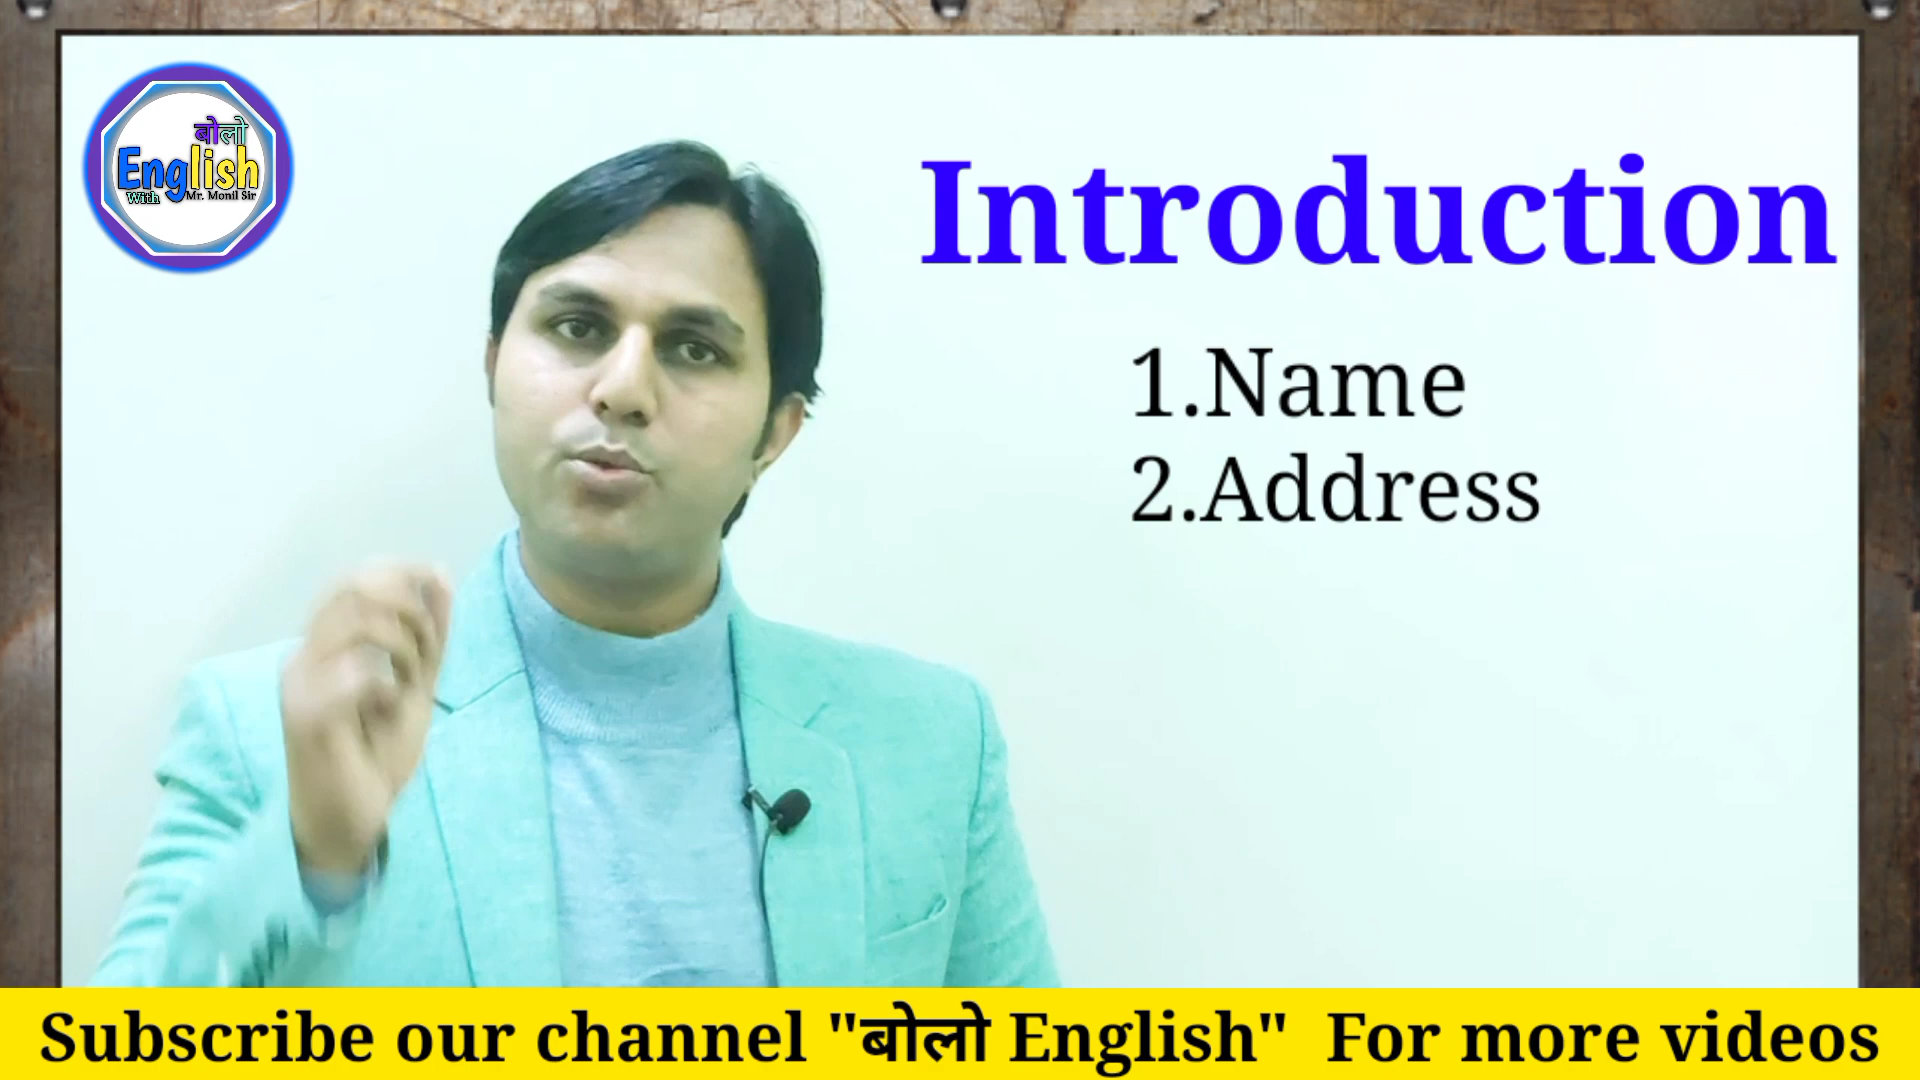 बोलो
English
With Mr. Monil Sir
Introduction
1.Name
2.Address
Subscribe our channel "बोलो English" For more videos